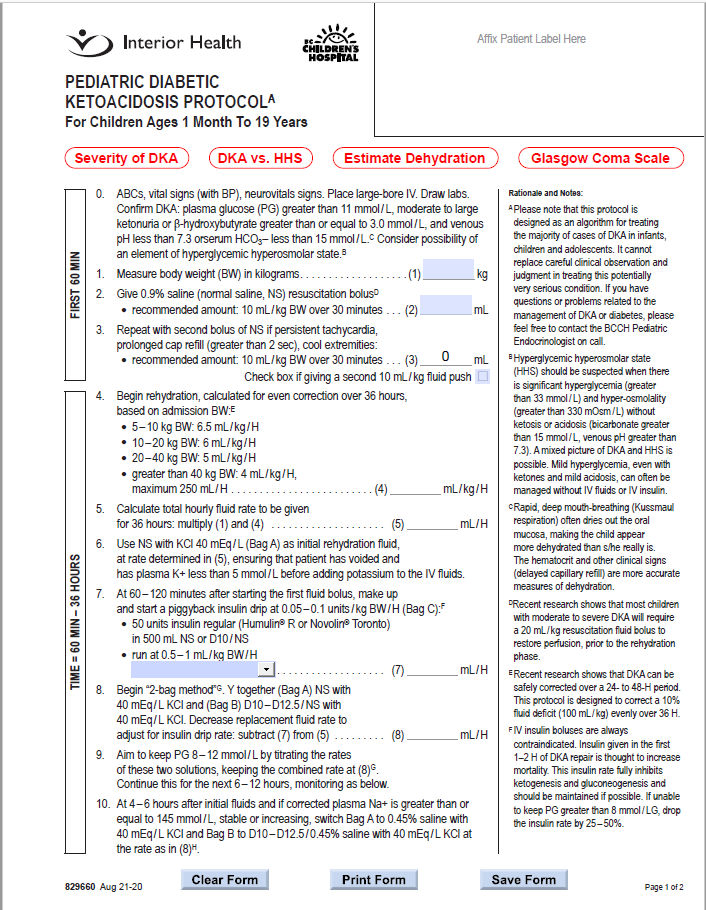 Interior Health
BC
CHILDREN'S
HOSPITAL
Affix Patient Label Here
PEDIATRIC DIABETIC
KETOACIDOSIS PROTOCOLᴬ
For Children Ages 1 Month To 19 Years
Severity of DKA
DKA vs. HHS
Estimate Dehydration
Glasgow Coma Scale
FIRST 60 MIN
0. ABCs, vital signs (with BP), neurovitals signs. Place large-bore IV. Draw labs.
Confirm DKA: plasma glucose (PG) greater than 11 mmol/L, moderate to large
ketonuria or β-hydroxybutyrate greater than or equal to 3.0 mmol/L, and venous
pH less than 7.3 orserum HCO₃– less than 15 mmol/L.ᶜ Consider possibility of
an element of hyperglycemic hyperosmolar state.ᴮ
1. Measure body weight (BW) in kilograms. . . . . . . . . . . . . . . . . . . (1) ______ kg
2. Give 0.9% saline (normal saline, NS) resuscitation bolusᴰ
• recommended amount: 10 mL/kg BW over 30 minutes . . . (2) ______ mL
3. Repeat with second bolus of NS if persistent tachycardia,
prolonged cap refill (greater than 2 sec), cool extremities:
• recommended amount: 10 mL/kg BW over 30 minutes . . . (3) 0 mL
Check box if giving a second 10 mL/kg fluid push
TIME = 60 MIN – 36 HOURS
4. Begin rehydration, calculated for even correction over 36 hours,
based on admission BW:ᴱ
• 5–10 kg BW: 6.5 mL/kg/H
• 10–20 kg BW: 6 mL/kg/H
• 20–40 kg BW: 5 mL/kg/H
• greater than 40 kg BW: 4 mL/kg/H,
maximum 250 mL/H . . . . . . . . . . . . . . . . . . . . . . . . . (4) ______ mL/kg/H
5. Calculate total hourly fluid rate to be given
for 36 hours: multiply (1) and (4) . . . . . . . . . . . . . . . . . . . . (5) ______ mL/H
6. Use NS with KCl 40 mEq/L (Bag A) as initial rehydration fluid,
at rate determined in (5), ensuring that patient has voided and
has plasma K+ less than 5 mmol/L before adding potassium to the IV fluids.
7. At 60–120 minutes after starting the first fluid bolus, make up
and start a piggyback insulin drip at 0.05–0.1 units/kg BW/H (Bag C):ꟳ
• 50 units insulin regular (Humulin® R or Novolin® Toronto)
in 500 mL NS or D10/NS
• run at 0.5–1 mL/kg BW/H
. . . . . . . . . . . . . . . . . . . (7) ______ mL/H
8. Begin “2-bag method”ᴳ. Y together (Bag A) NS with
40 mEq/L KCl and (Bag B) D10–D12.5/NS with
40 mEq/L KCl. Decrease replacement fluid rate to
adjust for insulin drip rate: subtract (7) from (5) . . . . . . . . . (8) ______ mL/H
9. Aim to keep PG 8–12 mmol/L by titrating the rates
of these two solutions, keeping the combined rate at (8)ᴳ.
Continue this for the next 6–12 hours, monitoring as below.
10. At 4–6 hours after initial fluids and if corrected plasma Na+ is greater than or
equal to 145 mmol/L, stable or increasing, switch Bag A to 0.45% saline with
40 mEq/L KCl and Bag B to D10–D12.5/0.45% saline with 40 mEq/L KCl at
the rate as in (8)ᴴ.
Rationale and Notes:
ᴬ Please note that this protocol is
designed as an algorithm for treating
the majority of cases of DKA in infants,
children and adolescents. It cannot
replace careful clinical observation and
judgment in treating this potentially
very serious condition. If you have
questions or problems related to the
management of DKA or diabetes, please
feel free to contact the BCCH Pediatric
Endocrinologist on call.
ᴮ Hyperglycemic hyperosmolar state
(HHS) should be suspected when there
is significant hyperglycemia (greater
than 33 mmol/L) and hyper-osmolality
(greater than 330 mOsm/L) without
ketosis or acidosis (bicarbonate greater
than 15 mmol/L, venous pH greater than
7.3). A mixed picture of DKA and HHS is
possible. Mild hyperglycemia, even with
ketones and mild acidosis, can often be
managed without IV fluids or IV insulin.
ᶜ Rapid, deep mouth-breathing (Kussmaul
respiration) often dries out the oral
mucosa, making the child appear
more dehydrated than s/he really is.
The hematocrit and other clinical signs
(delayed capillary refill) are more accurate
measures of dehydration.
ᴰ Recent research shows that most children
with moderate to severe DKA will require
a 20 mL/kg resuscitation fluid bolus to
restore perfusion, prior to the rehydration
phase.
ᴱ Recent research shows that DKA can be
safely corrected over a 24- to 48-H period.
This protocol is designed to correct a 10%
fluid deficit (100 mL/kg) evenly over 36 H.
ꟳ IV insulin boluses are always
contraindicated. Insulin given in the first
1–2 H of DKA repair is thought to increase
mortality. This insulin rate fully inhibits
ketogenesis and gluconeogenesis and
should be maintained if possible. If unable
to keep PG greater than 8 mmol/LG, drop
the insulin rate by 25–50%.
829660 Aug 21-20
Clear Form
Print Form
Save Form
Page 1 of 2